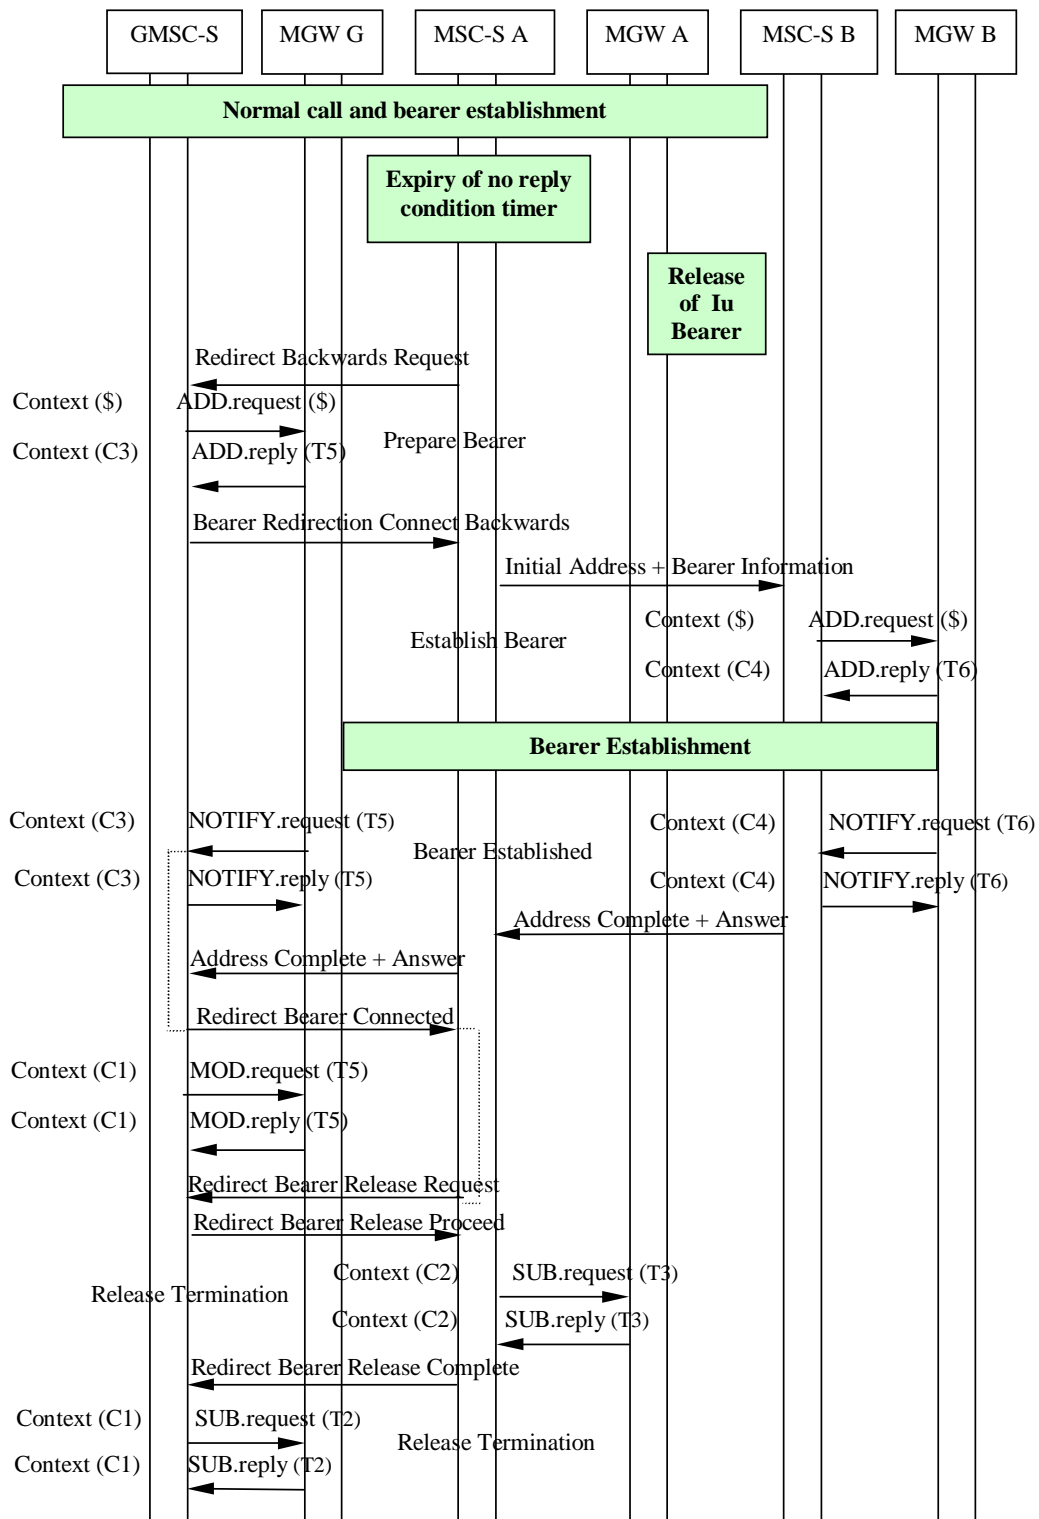 GMSC-S
MGW G
MSC-S A
MGW A
MSC-S B
MGW B
Normal call and bearer establishment
Expiry of no reply
condition timer
Release
of Iu
Bearer
Redirect Backwards Request
Context ($)
ADD.request ($)
Prepare Bearer
Context (C3)
ADD.reply (T5)
Bearer Redirection Connect Backwards
Initial Address + Bearer Information
Context ($)
ADD.request ($)
Establish Bearer
Context (C4)
ADD.reply (T6)
Bearer Establishment
Context (C3)
NOTIFY.request (T5)
Context (C4)
NOTIFY.request (T6)
Bearer Established
Context (C3)
NOTIFY.reply (T5)
Context (C4)
NOTIFY.reply (T6)
Address Complete + Answer
Address Complete + Answer
Redirect Bearer Connected
Context (C1)
MOD.request (T5)
Context (C1)
MOD.reply (T5)
Redirect Bearer Release Request
Redirect Bearer Release Proceed
Context (C2)
SUB.request (T3)
Release Termination
Context (C2)
SUB.reply (T3)
Redirect Bearer Release Complete
Context (C1)
SUB.request (T2)
Release Termination
Context (C1)
SUB.reply (T2)